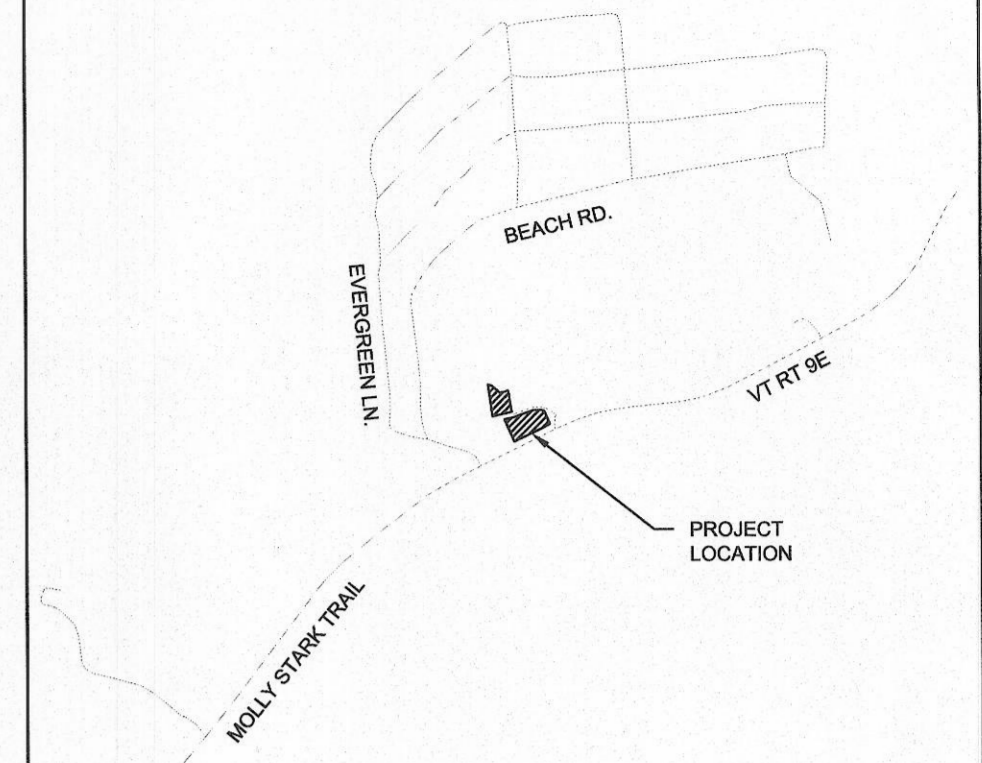 BEACH RD.
EVERGREEN LN.
VT RT 9E
PROJECT
LOCATION
MOLLY STARK TRAIL